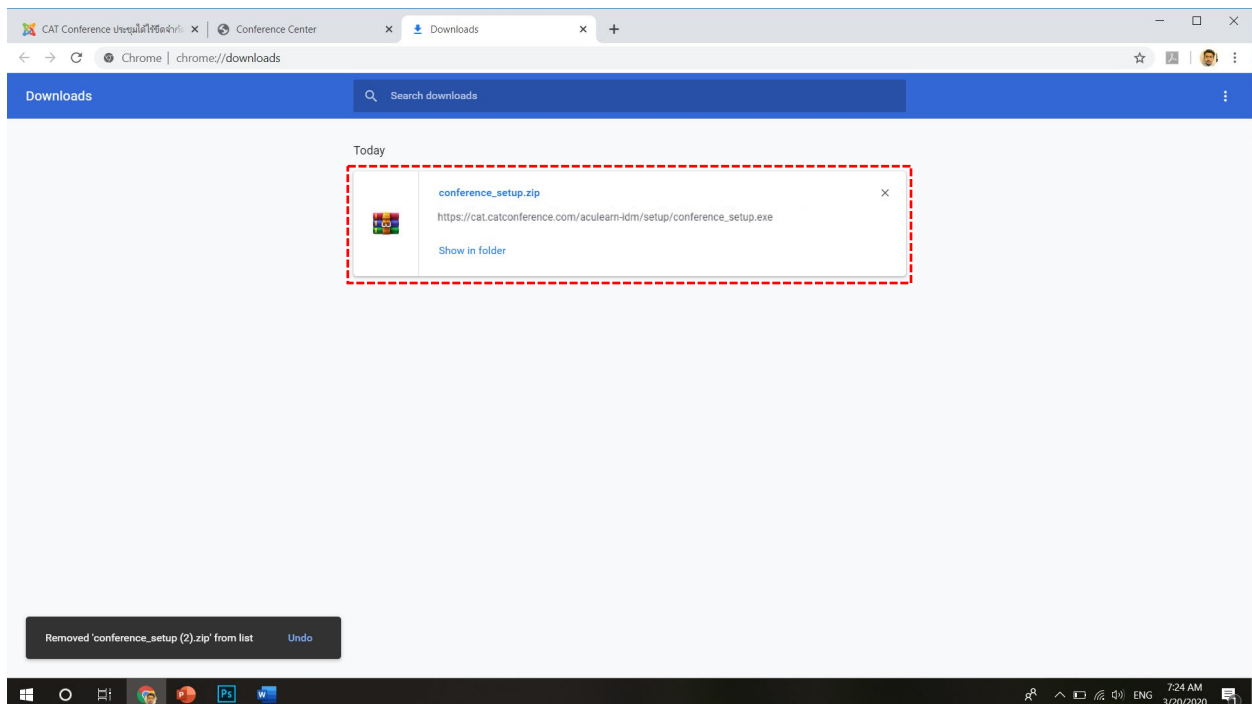 CAT Conference ประชุมได้ไร้ขีดจำกั
Conference Center
Downloads
Chrome | chrome://downloads
Downloads
Search downloads
Today
conference_setup.zip
https://cat.catconference.com/aculearn-idm/setup/conference_setup.exe
Show in folder
Removed 'conference_setup (2).zip' from list Undo
Ps
ENG
7:24 AM
3/20/2020